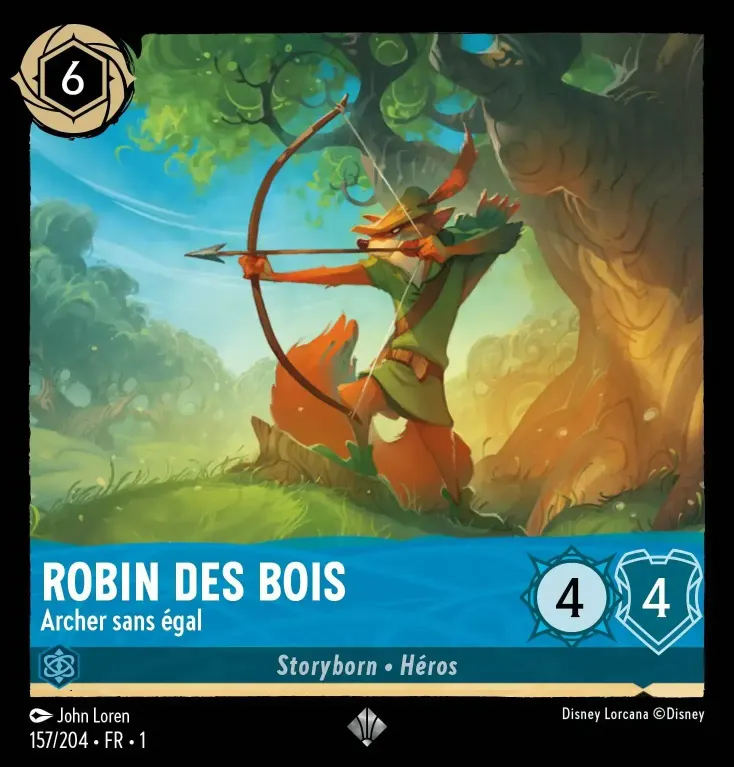 6
ROBIN DES BOIS
Archer sans égal
4
4
Storyborn • Héros
John Loren
Disney Lorcana ©Disney
157/204 • FR • 1